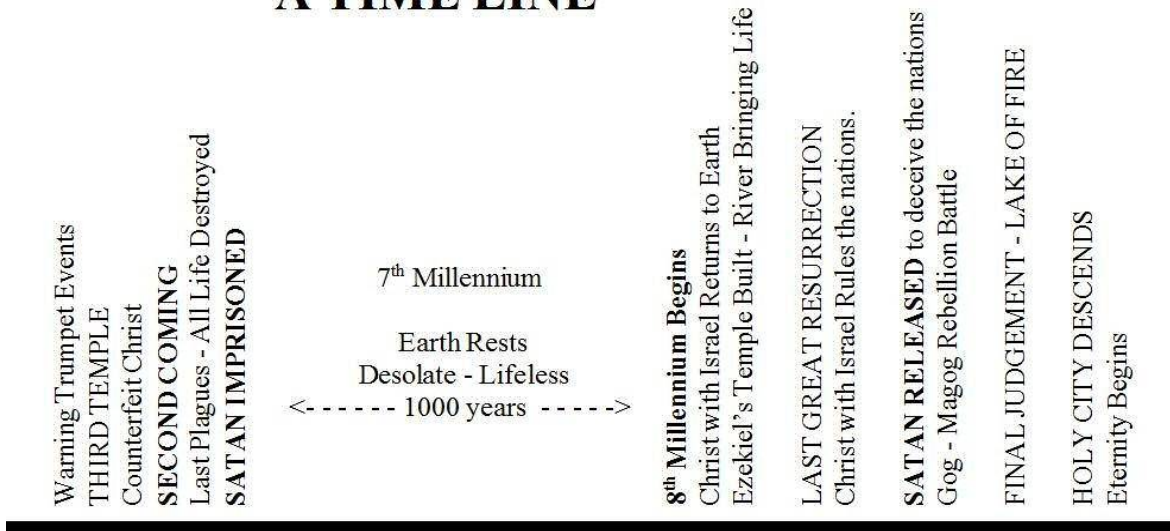 A TIME LINE
Warning Trumpet Events
THIRD TEMPLE
Counterfeit Christ
SECOND COMING
Last Plagues - All Life Destroyed
SATAN IMPRISONED
7th Millennium
Earth Rests
Desolate - Lifeless
<- - - - - - 1000 years - - - - - ->
8th Millennium Begins
Christ with Israel Returns to Earth
Ezekiel's Temple Built - River Bringing Life
LAST GREAT RESURRECTION
Christ with Israel Rules the nations.
SATAN RELEASED to deceive the nations
Gog - Magog Rebellion Battle
FINAL JUDGEMENT - LAKE OF FIRE
HOLY CITY DESCENDS
Eternity Begins